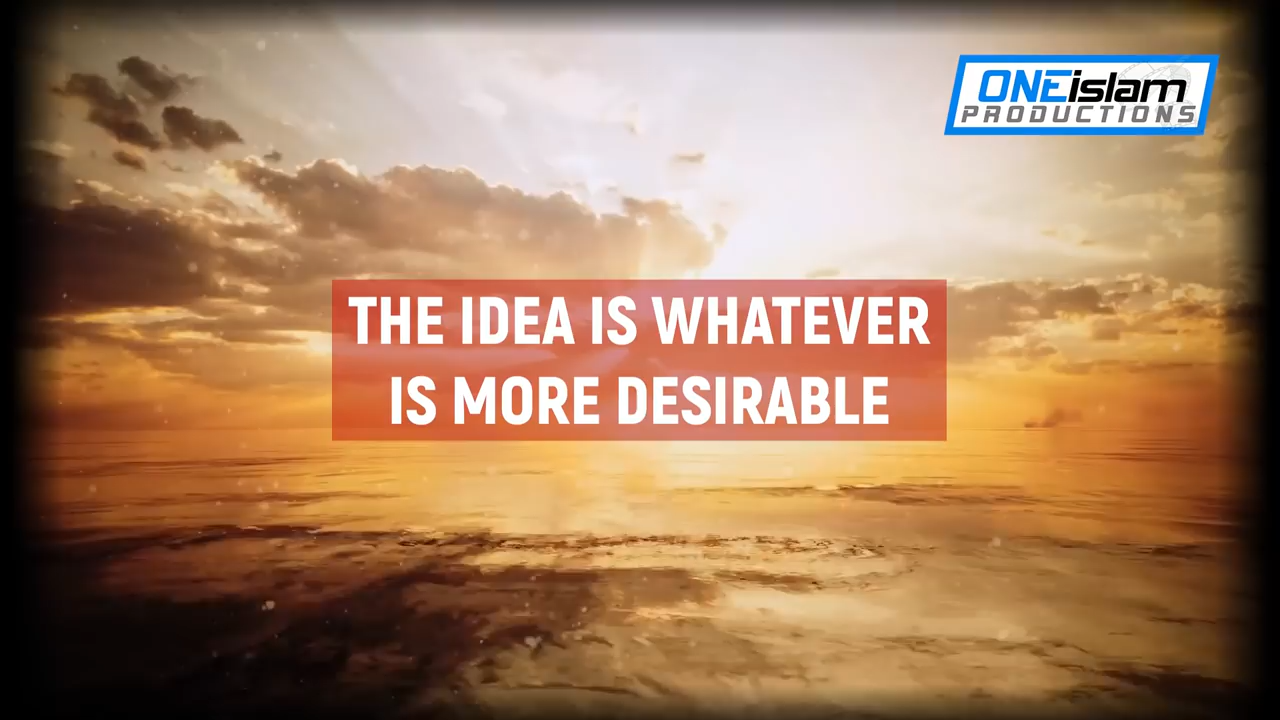 ONEislam
PRODUCTIONS
THE IDEA IS WHATEVER
IS MORE DESIRABLE